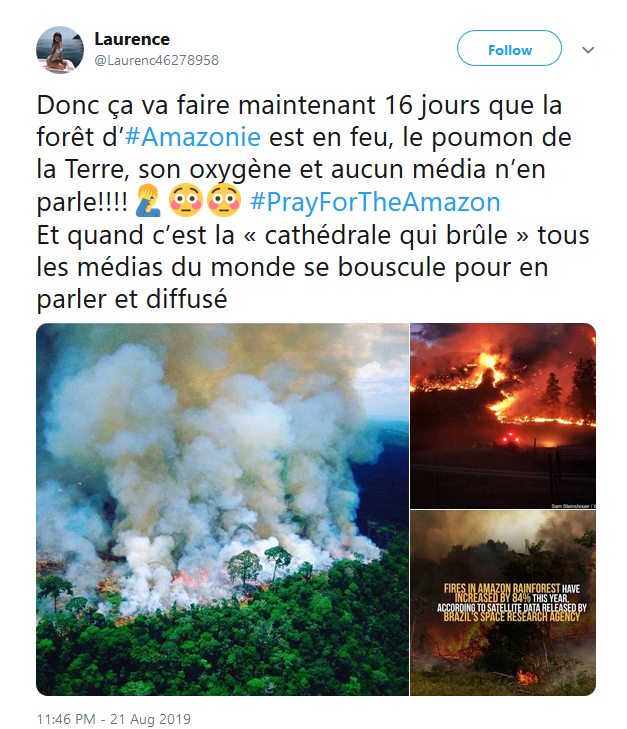 Laurence
@Laurenc46278958
Follow
Donc ça va faire maintenant 16 jours que la
forêt d’#Amazonie est en feu, le poumon de
la Terre, son oxygène et aucun média n’en
parle!!!! 🤦‍♂️😳😳 #PrayForTheAmazon
Et quand c’est la « cathédrale qui brûle » tous
les médias du monde se bouscule pour en
parler et diffusé
Sam Steinshouer /
FIRES IN AMAZON RAINFOREST HAVE
INCREASED BY 84% THIS YEAR,
ACCORDING TO SATELLITE DATA RELEASED BY
BRAZIL'S SPACE RESEARCH AGENCY
11:46 PM - 21 Aug 2019